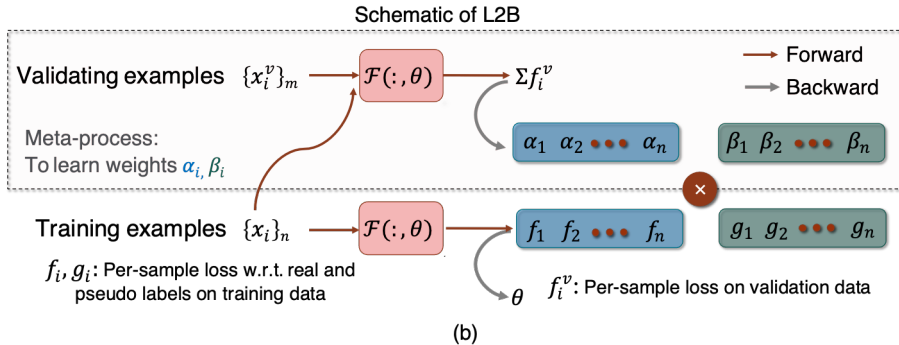 Schematic of L2B
Validating examples {x_i^v}_m
F(:, θ)
Σf_i^v
Forward
Backward
Meta-process:
To learn weights α_i, β_i
α_1 α_2 ••• α_n
β_1 β_2 ••• β_n
×
Training examples {x_i}_n
F(:, θ)
f_1 f_2 ••• f_n
g_1 g_2 ••• g_n
f_i, g_i: Per-sample loss w.r.t. real and
pseudo labels on training data
θ
f_i^v: Per-sample loss on validation data
(b)